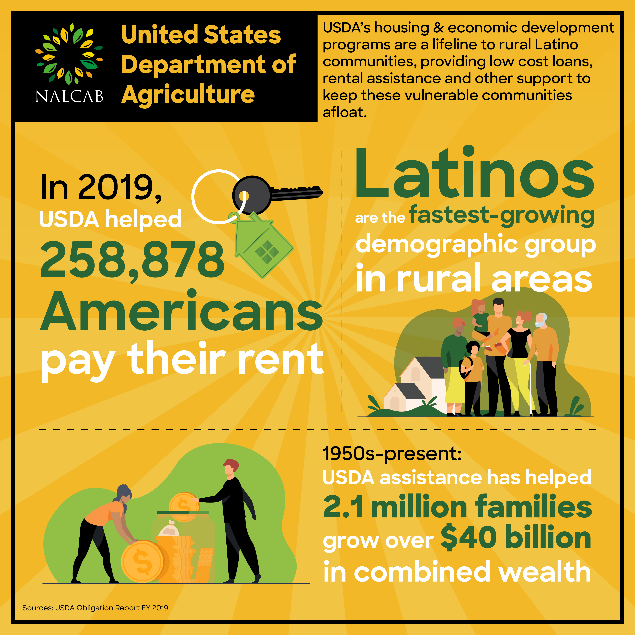 NALCAB
United States
Department of
Agriculture
USDA's housing & economic development
programs are a lifeline to rural Latino
communities, providing low cost loans,
rental assistance and other support to
keep these vulnerable communities
afloat.
In 2019,
USDA helped
258,878
Americans
pay their rent
Latinos
are the fastest-growing
demographic group
in rural areas
1950s-present:
USDA assistance has helped
2.1 million families
grow over $40 billion
in combined wealth
Sources: USDA Obligation Report FY 2019